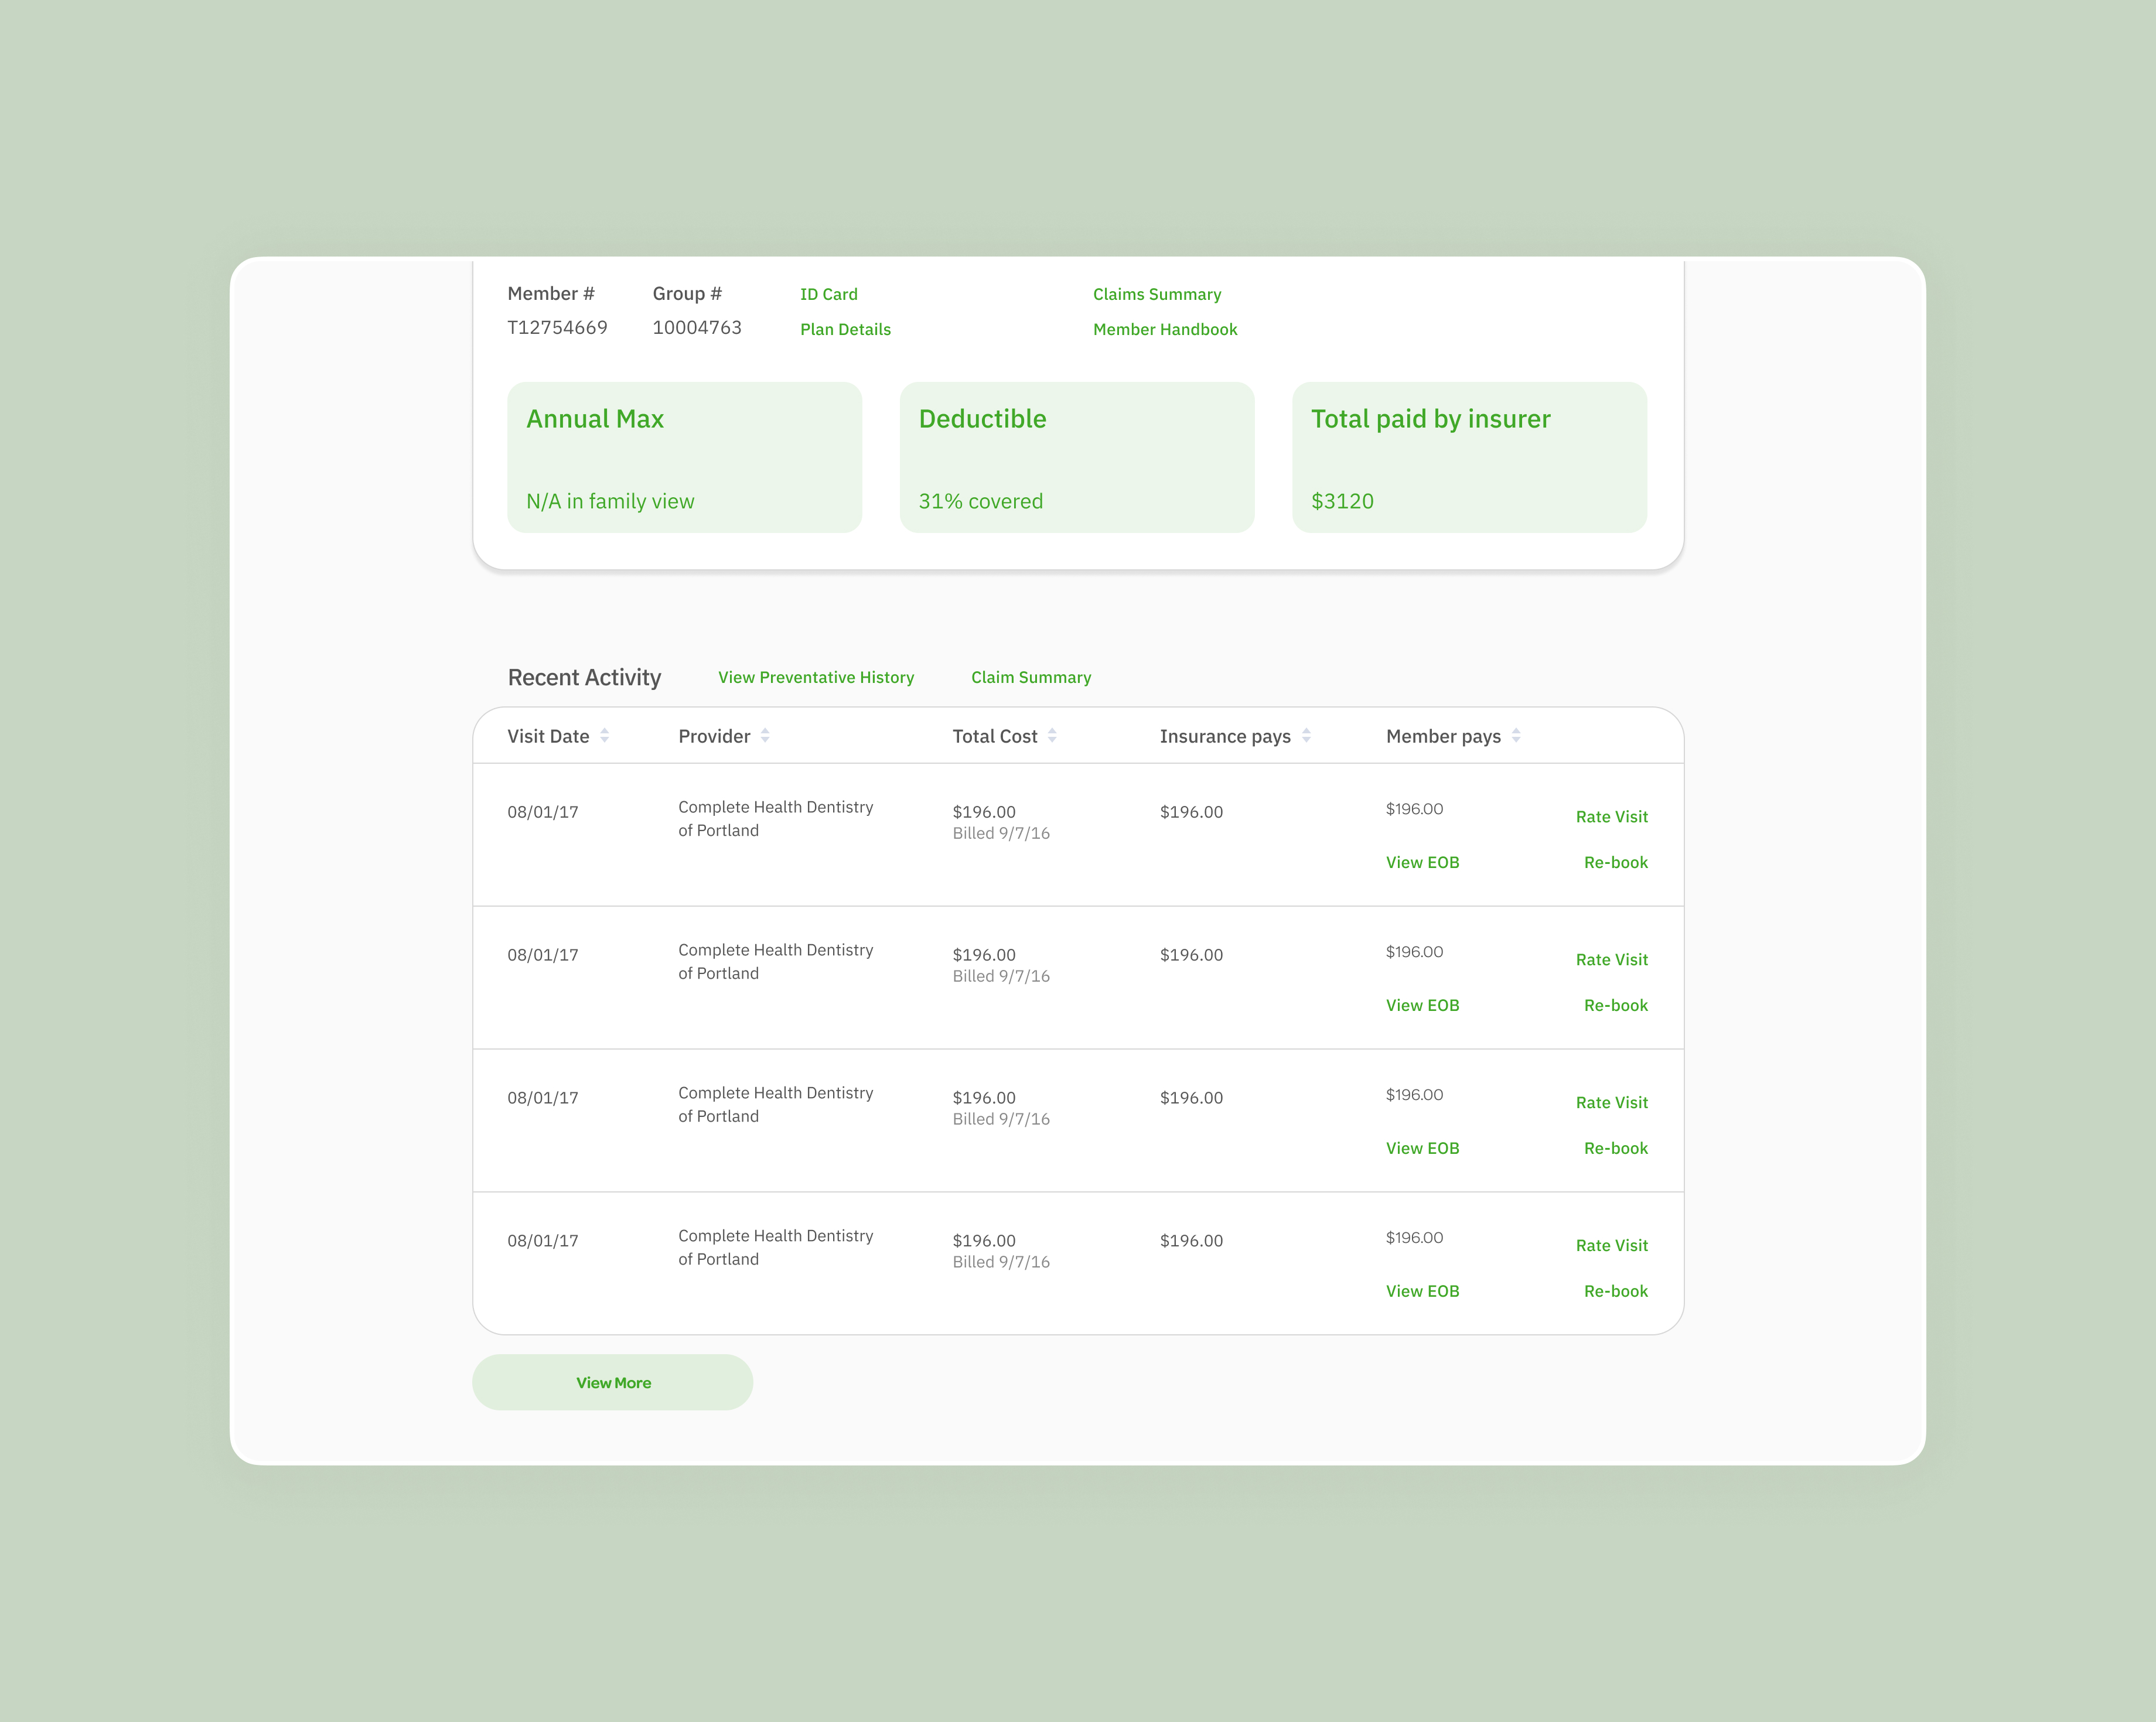 Member # Group # ID Card Claims Summary
T12754669 10004763 Plan Details Member Handbook
Annual Max Deductible Total paid by insurer
N/A in family view 31% covered $3120
Recent Activity View Preventative History Claim Summary
Visit Date Provider Total Cost Insurance pays Member pays
08/01/17 Complete Health Dentistry $196.00 $196.00 $196.00 Rate Visit
of Portland Billed 9/7/16
View EOB Re-book
08/01/17 Complete Health Dentistry $196.00 $196.00 $196.00 Rate Visit
of Portland Billed 9/7/16
View EOB Re-book
08/01/17 Complete Health Dentistry $196.00 $196.00 $196.00 Rate Visit
of Portland Billed 9/7/16
View EOB Re-book
08/01/17 Complete Health Dentistry $196.00 $196.00 $196.00 Rate Visit
of Portland Billed 9/7/16
View EOB Re-book
View More